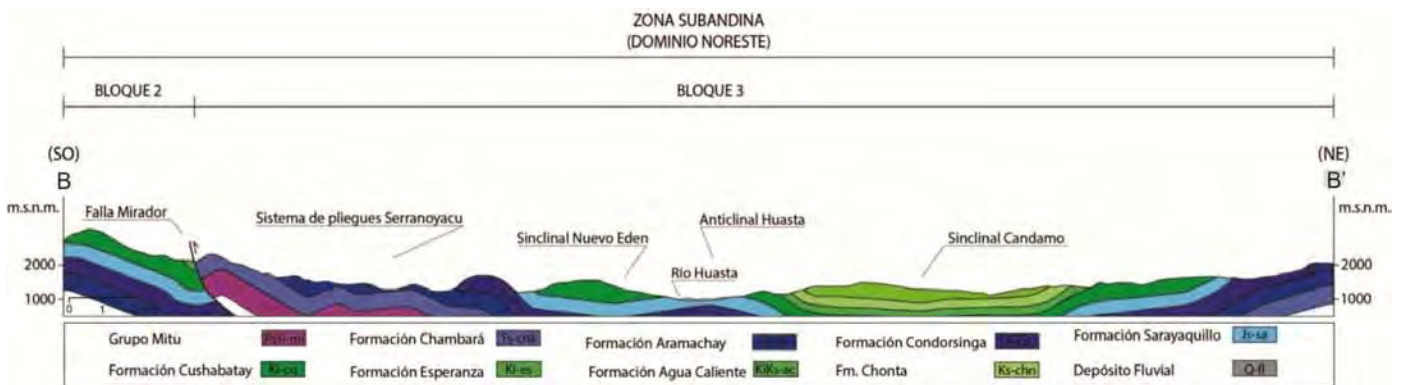 ZONA SUBANDINA
(DOMINIO NORESTE)
BLOQUE 2
BLOQUE 3
(SO)
B
(NE)
B'
m.s.n.m.
Falla Mirador
Sistema de pliegues Serranoyacu
Sinclinal Nuevo Eden
Anticlinal Huasta
Río Huasta
Sinclinal Candamo
m.s.n.m.
2000
1000
2000
1000
0 1
Grupo Mitú
Formación Chambará
Formación Aramachay
Formación Condorsinga
Formación Sarayaquillo Js-sa
Formación Cushabatay Ki-cu
Formación Esperanza Ki-es
Formación Agua Caliente KiKs-ac
Fm. Chonta Ks-chn
Depósito Fluvial Q-fl